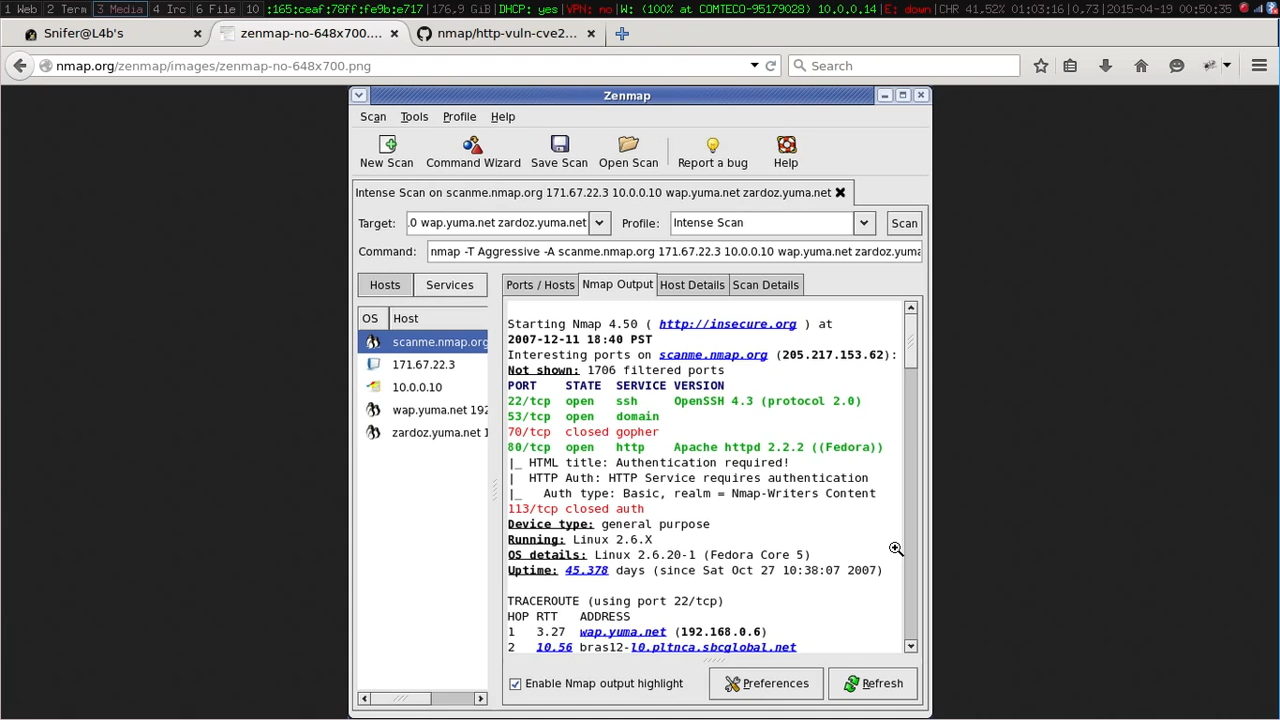 1 Web 2 Term 3 Media 4 Irc 6 File 10 :165:ceaf:78ff:fe9b:e717|176,9 GiB|DHCP: yes|VPN: no|W: (100% at COMTECO-95179028) 10.0.0.14|E: down|CHR 41,52% 01:03:16|0,73|2015-04-19 00:50:35
Snifer@L4b's
zenmap-no-648x700....
nmap/http-vuln-cve2...
nmap.org/zenmap/images/zenmap-no-648x700.png
Search
Zenmap
Scan Tools Profile Help
New Scan Command Wizard Save Scan Open Scan Report a bug Help
Intense Scan on scanme.nmap.org 171.67.22.3 10.0.0.10 wap.yuma.net zardoz.yuma.net
Target: .0 wap.yuma.net zardoz.yuma.net Profile: Intense Scan Scan
Command: nmap -T Aggressive -A scanme.nmap.org 171.67.22.3 10.0.0.10 wap.yuma.net zardoz.yuma
Hosts Services
OS Host
scanme.nmap.org
171.67.22.3
10.0.0.10
wap.yuma.net 192
zardoz.yuma.net 1
Ports / Hosts Nmap Output Host Details Scan Details
Starting Nmap 4.50 ( http://insecure.org ) at
2007-12-11 18:40 PST
Interesting ports on scanme.nmap.org (205.217.153.62):
Not shown: 1706 filtered ports
PORT STATE SERVICE VERSION
22/tcp open ssh OpenSSH 4.3 (protocol 2.0)
53/tcp open domain
70/tcp closed gopher
80/tcp open http Apache httpd 2.2.2 ((Fedora))
|_ HTML title: Authentication required!
| HTTP Auth: HTTP Service requires authentication
|_ Auth type: Basic, realm = Nmap-Writers Content
113/tcp closed auth
Device type: general purpose
Running: Linux 2.6.X
OS details: Linux 2.6.20-1 (Fedora Core 5)
Uptime: 45.378 days (since Sat Oct 27 10:38:07 2007)
TRACEROUTE (using port 22/tcp)
HOP RTT ADDRESS
1 3.27 wap.yuma.net (192.168.0.6)
2 10.56 bras12-l0.pltnca.sbcglobal.net
Enable Nmap output highlight Preferences Refresh